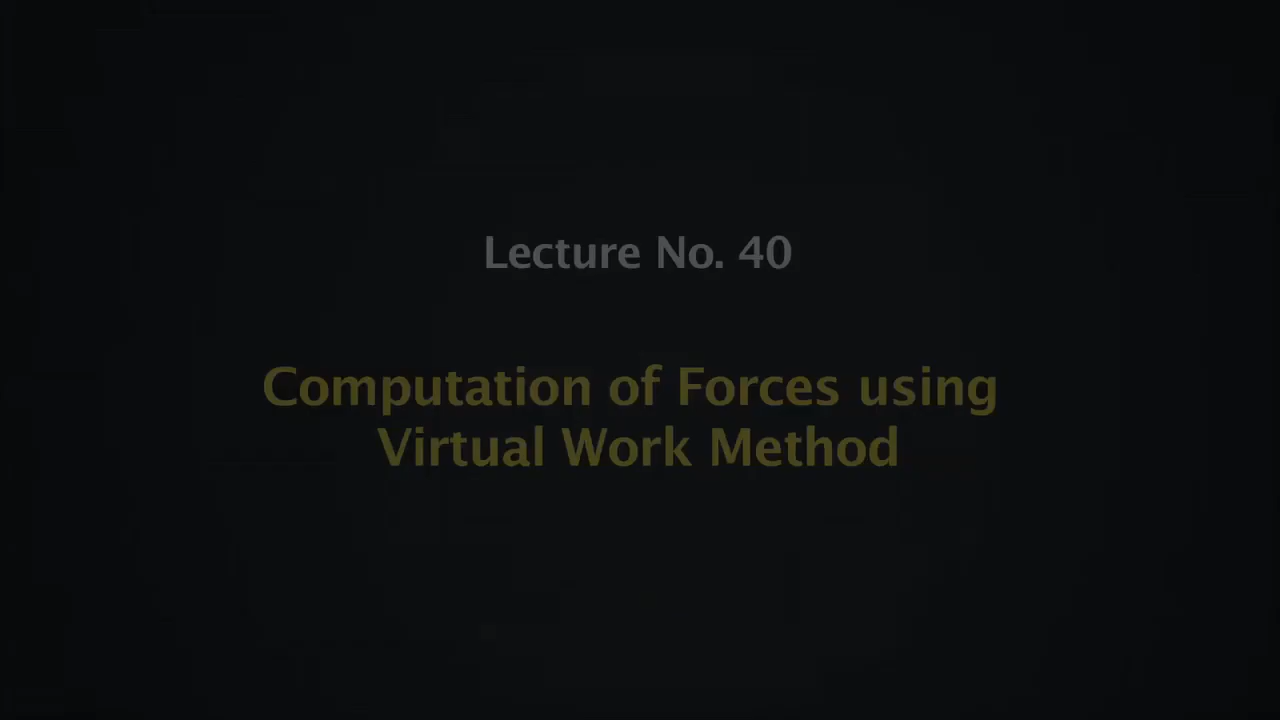 Lecture No. 40
Computation of Forces using
Virtual Work Method